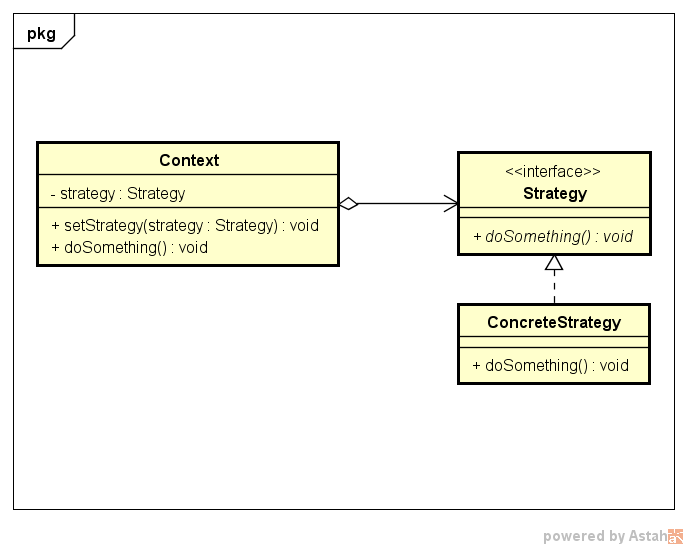 pkg
Context
- strategy : Strategy
+ setStrategy(strategy : Strategy) : void
+ doSomething() : void
<<interface>>
Strategy
+ doSomething() : void
ConcreteStrategy
+ doSomething() : void
powered by Astah